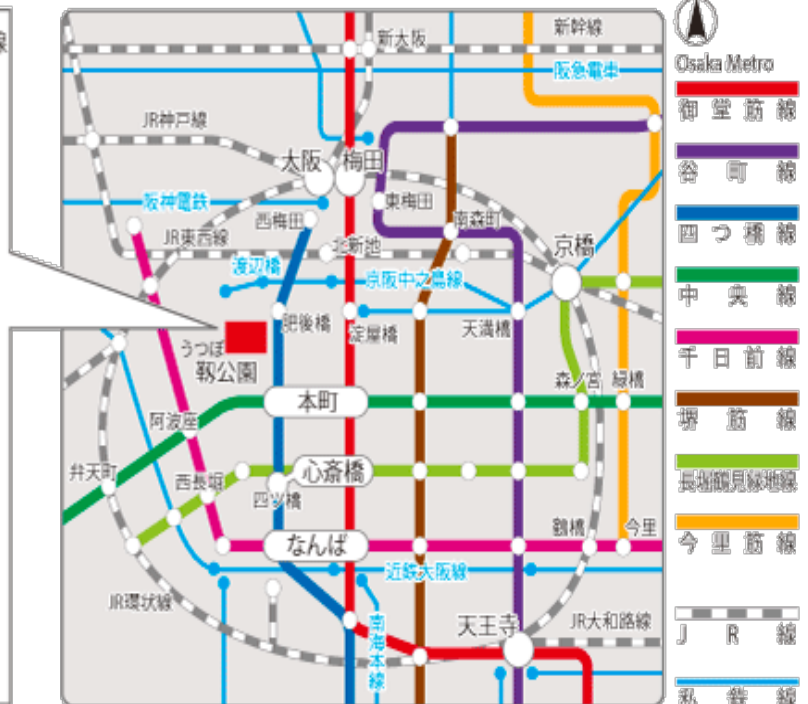 線
新幹線
新大阪
阪急電車
JR神戸線
大阪
梅田
阪神電鉄
東梅田
西梅田
南森町
JR東西線
北新地
京橋
渡辺橋
京阪中之島線
肥後橋
淀屋橋
天満橋
うつぼ
靱公園
森ノ宮
緑橋
本町
阿波座
弁天町
心斎橋
西長堀
四ツ橋
鶴橋
今里
なんば
近鉄大阪線
JR環状線
南海本線
天王寺
JR大和路線
Osaka Metro
御堂筋線
谷町線
四つ橋線
中央線
千日前線
堺筋線
長堀鶴見緑地線
今里筋線
JR線
私鉄線